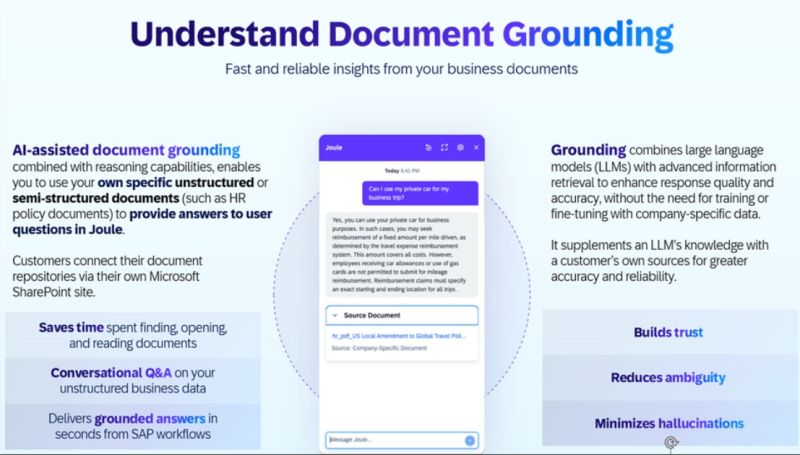 Understand Document Grounding
Fast and reliable insights from your business documents
AI-assisted document grounding
combined with reasoning capabilities, enables
you to use your own specific unstructured or
semi-structured documents (such as HR
policy documents) to provide answers to user
questions in Joule.
Customers connect their document
repositories via their own Microsoft
SharePoint site.
Saves time spent finding, opening,
and reading documents
Conversational Q&A on your
unstructured business data
Delivers grounded answers in
seconds from SAP workflows
Joule
Today 8:41 PM
Can I use my private car for my
business trip?
Yes, you can use your private car for business
purposes. In such cases, you may seek
reimbursement of a fixed amount per mile driven, as
determined by the travel expense reimbursement
system. This amount covers all costs. However,
employees receiving car allowances or use of gas
cards are not permitted to submit for mileage
reimbursement. Reimbursement claims must specify
an exact starting and ending location for all trips .
Source Document
hr_pdf_US Local Amendment to Global Travel Poli...
Source: Company-Specific Document
Message Joule...
Grounding combines large language
models (LLMs) with advanced information
retrieval to enhance response quality and
accuracy, without the need for training or
fine-tuning with company-specific data.
It supplements an LLM's knowledge with
a customer's own sources for greater
accuracy and reliability.
Builds trust
Reduces ambiguity
Minimizes hallucinations